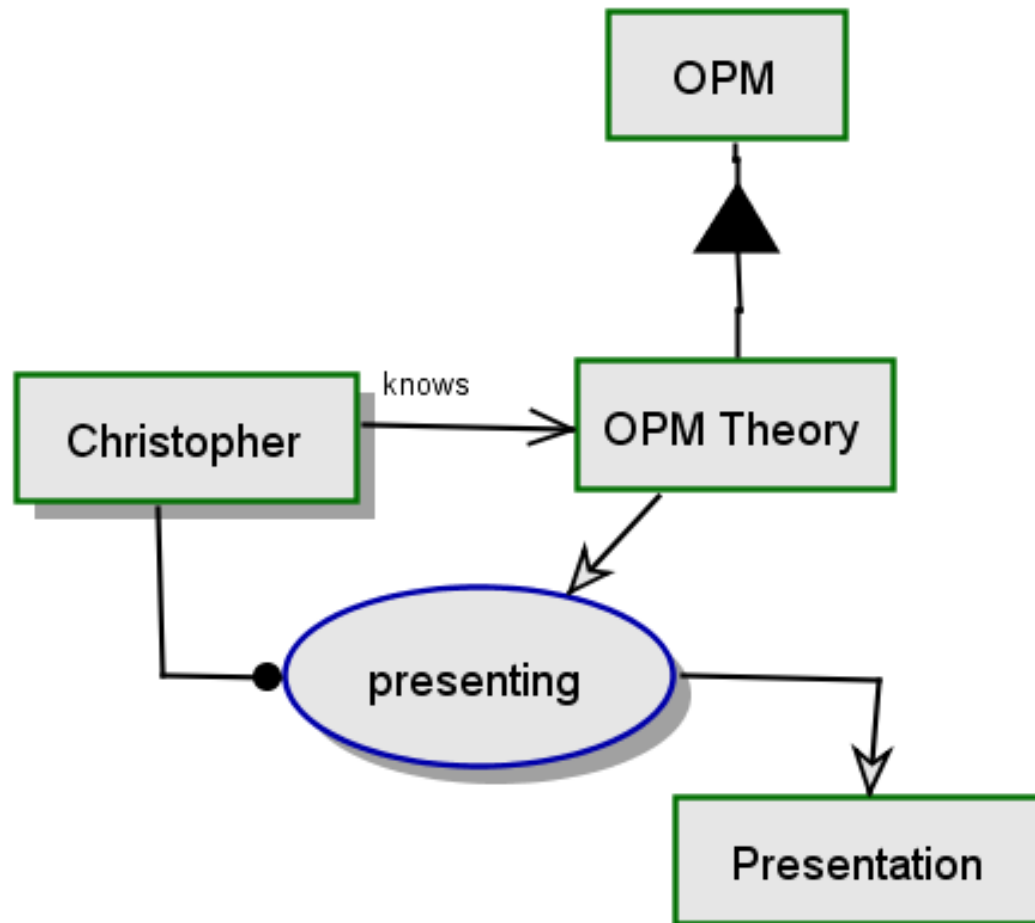 OPM
knows
Christopher
OPM Theory
presenting
Presentation